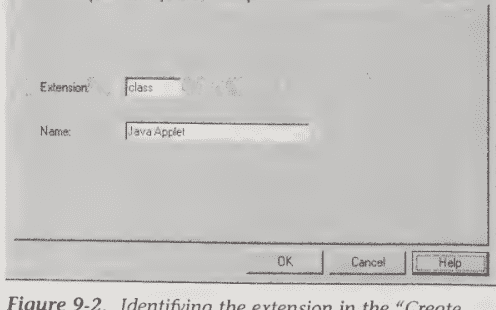 Extension: class
Name: Java Applet
OK Cancel Help
Figure 9-2. Identifying the extension in the "Create